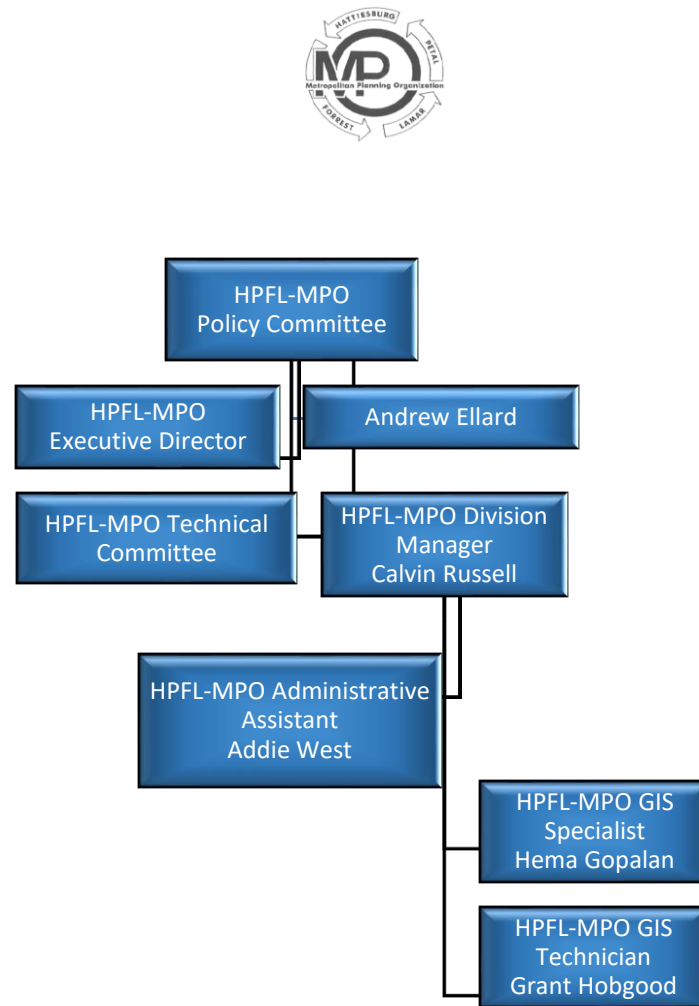 HATTIESBURG
PETAL
MPO
Metropolitan Planning Organization
FORREST
LAMAR
HPFL-MPO
Policy Committee
HPFL-MPO
Executive Director
Andrew Ellard
HPFL-MPO Technical
Committee
HPFL-MPO Division
Manager
Calvin Russell
HPFL-MPO Administrative
Assistant
Addie West
HPFL-MPO GIS
Specialist
Hema Gopalan
HPFL-MPO GIS
Technician
Grant Hobgood